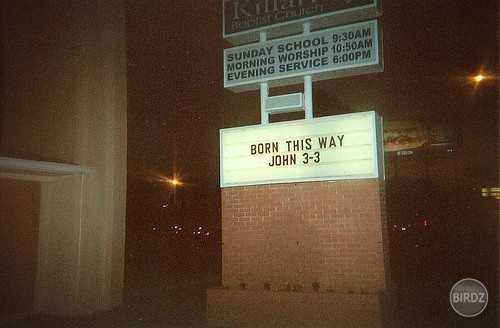 Baptist Church
SUNDAY SCHOOL 9:30AM
MORNING WORSHIP 10:50AM
EVENING SERVICE 6:00PM
BORN THIS WAY
JOHN 3-3
BIRDZ